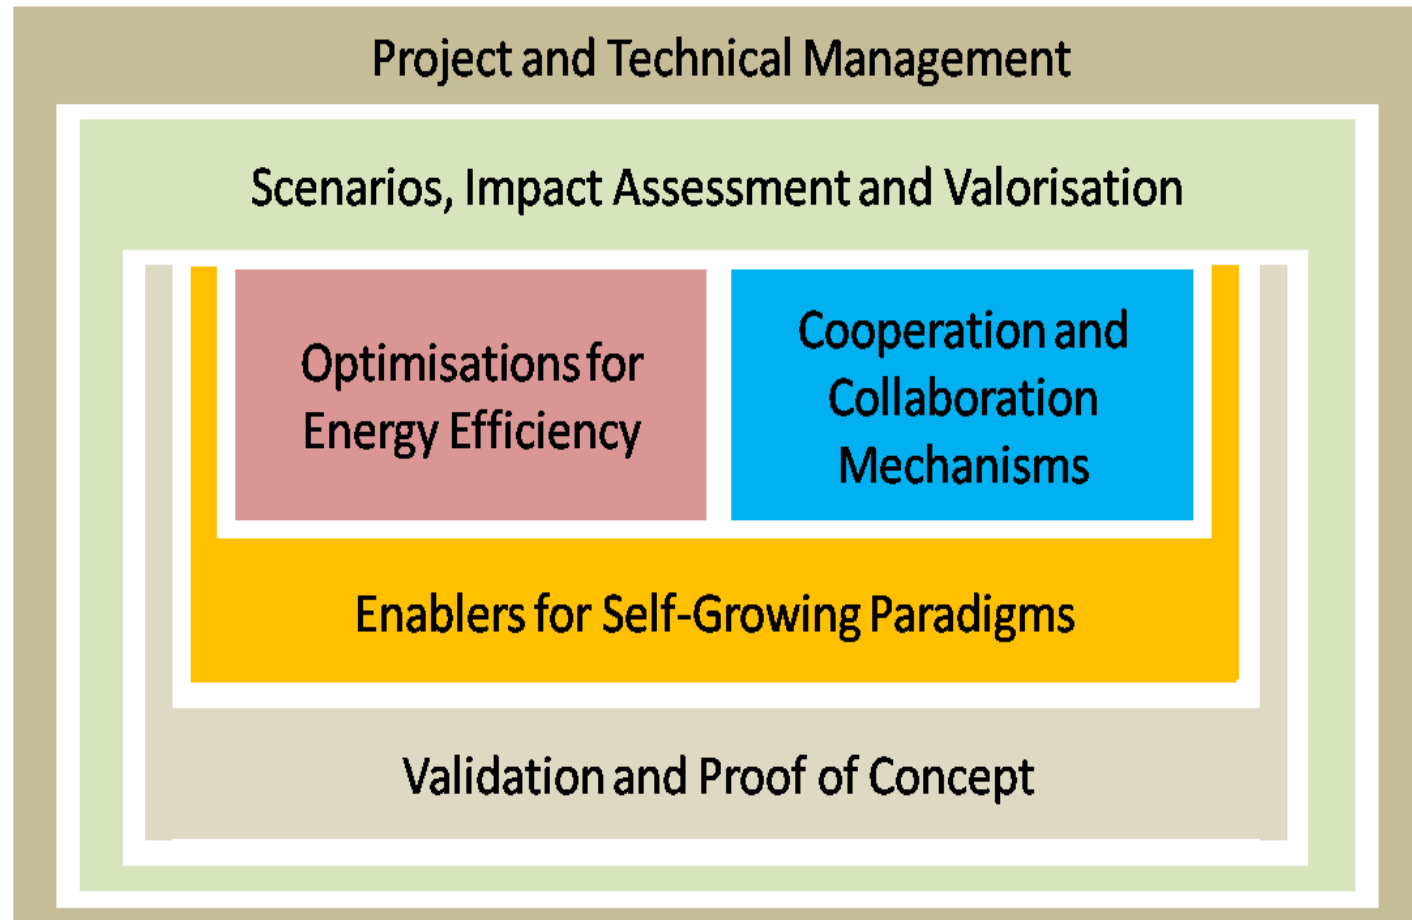 Project and Technical Management
Scenarios, Impact Assessment and Valorisation
Optimisations for
Energy Efficiency
Cooperation and
Collaboration
Mechanisms
Enablers for Self-Growing Paradigms
Validation and Proof of Concept